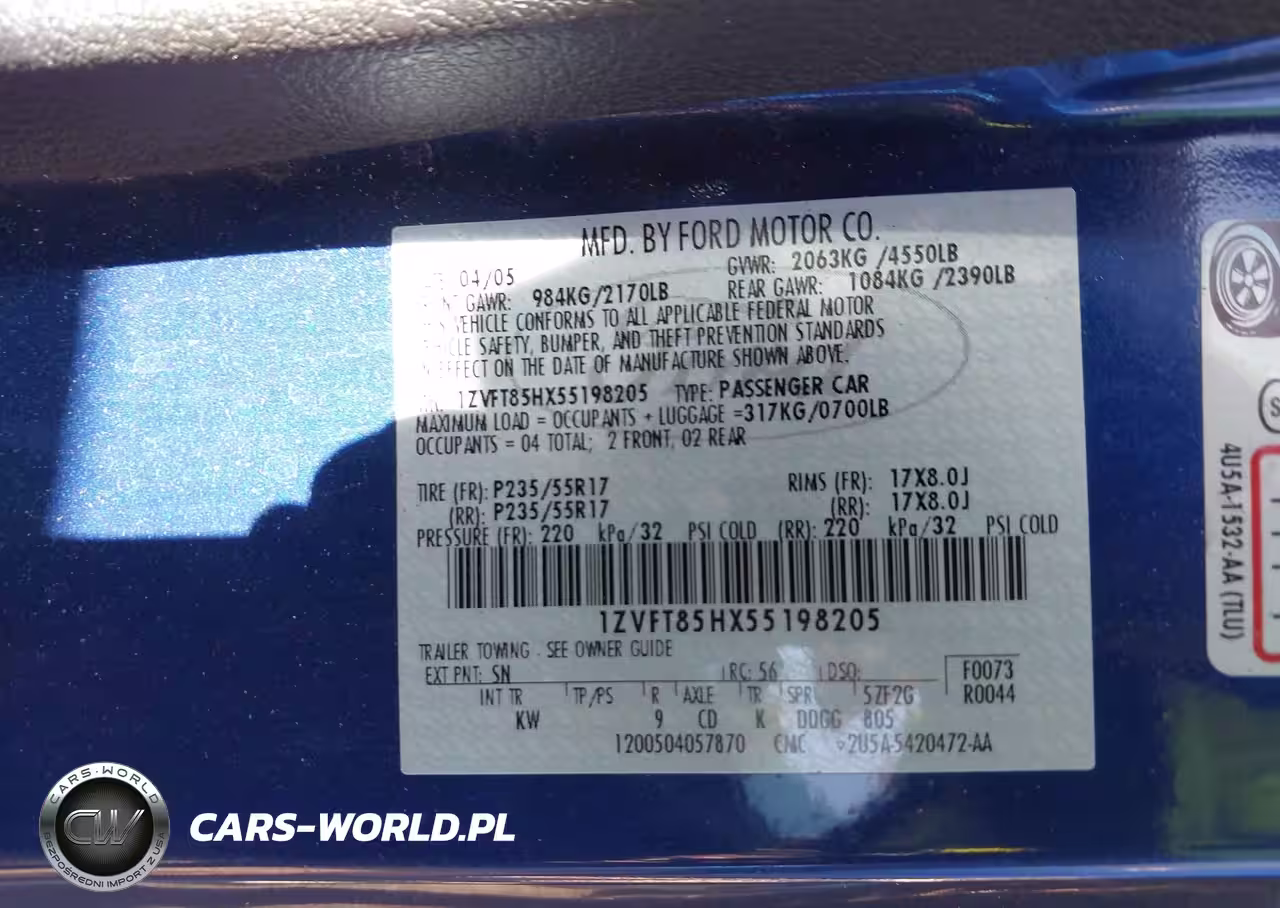 MFD. BY FORD MOTOR CO.
04/05 GVWR: 2063KG /4550LB
GAWR: 984KG/2170LB REAR GAWR: 1084KG /2390LB
VEHICLE CONFORMS TO ALL APPLICABLE FEDERAL MOTOR
SAFETY, BUMPER, AND THEFT PREVENTION STANDARDS
EFFECT ON THE DATE OF MANUFACTURE SHOWN ABOVE.
1ZVFT85HX55198205 TYPE: PASSENGER CAR
MAXIMUM LOAD = OCCUPANTS + LUGGAGE =317KG/0700LB
OCCUPANTS = 04 TOTAL; 2 FRONT, 02 REAR
TIRE (FR): P235/55R17 RIMS (FR): 17X8.0J
(RR): P235/55R17 (RR): 17X8.0J
PRESSURE (FR): 220 kPa/32 PSI COLD (RR): 220 kPa/32 PSI COLD
1ZVFT85HX55198205
TRAILER TOWING - SEE OWNER GUIDE
EXT PNT: SN RC: 56 DSO: F0073
INT TR TP/PS R AXLE TR SPR 5ZF2G R0044
KW 9 CD K DDGG 805
1200504057870 CMC 2U5A-5420472-AA
4U5A-1532-AA (TLU)
CARS-WORLD
CW
BEZPOŚREDNI IMPORT Z USA
CARS-WORLD.PL